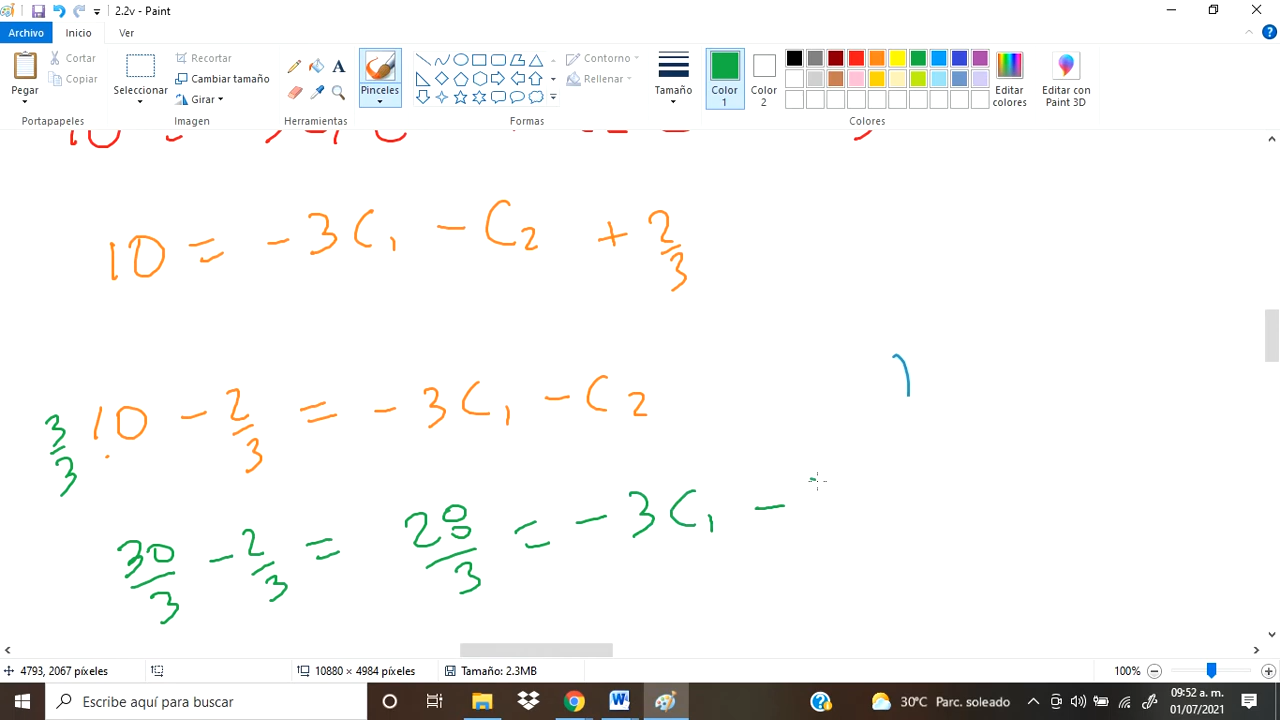 2.2v - Paint
Archivo Inicio Ver
Pegar
Cortar
Copiar
Portapapeles
Seleccionar
Recortar
Cambiar tamaño
Girar
Imagen
A
Herramientas
Pinceles
Contorno
Rellenar
Formas
Tamaño
Color 1
Color 2
Editar colores
Editar con Paint 3D
Colores
10 = -3C₁ - C₂ + 2/3
3/3 10 - 2/3 = -3C₁ - C₂
30/3 - 2/3 = 28/3 = -3C₁ -
4793, 2067 píxeles
10880 × 4984 píxeles
Tamaño: 2.3MB
100%
Escribe aquí para buscar
30°C Parc. soleado
09:52 a. m.
01/07/2021